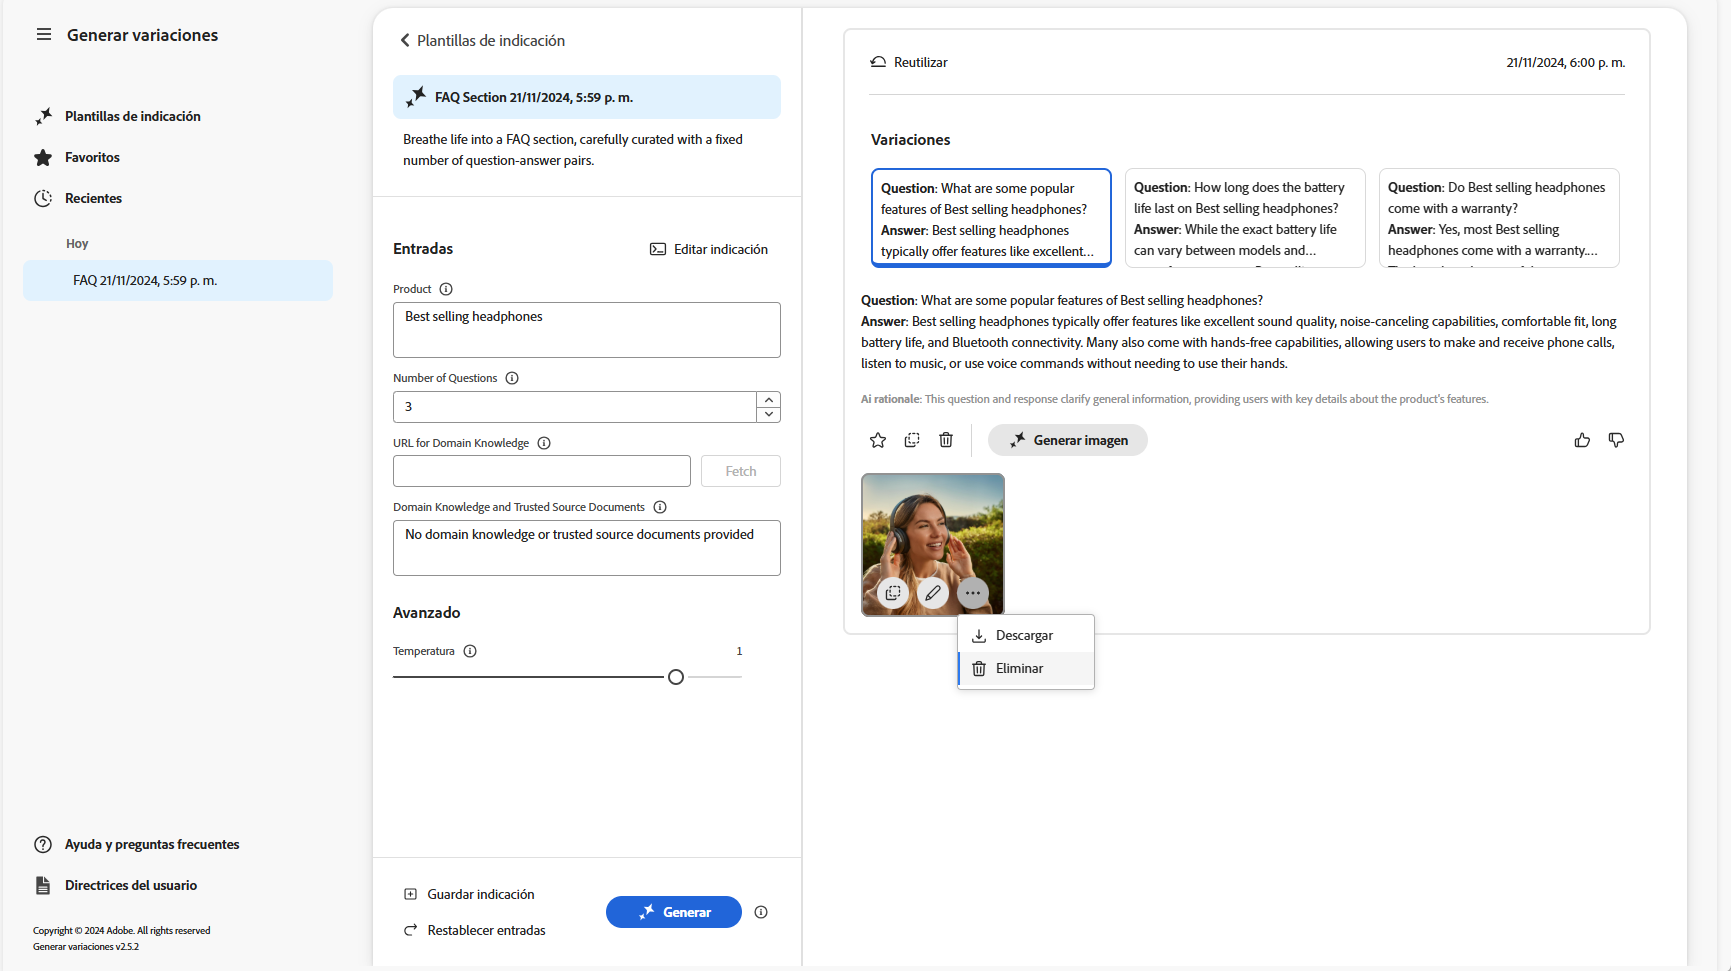 Generar variaciones
Plantillas de indicación
Favoritos
Recientes
Hoy
FAQ 21/11/2024, 5:59 p. m.
Ayuda y preguntas frecuentes
Directrices del usuario
Copyright © 2024 Adobe. All rights reserved
Generar variaciones v2.5.2
Plantillas de indicación
FAQ Section 21/11/2024, 5:59 p. m.
Breathe life into a FAQ section, carefully curated with a fixed
number of question-answer pairs.
Entradas
Editar indicación
Product
Best selling headphones
Number of Questions
3
URL for Domain Knowledge
Fetch
Domain Knowledge and Trusted Source Documents
No domain knowledge or trusted source documents provided
Avanzado
Temperatura
1
Guardar indicación
Restablecer entradas
Generar
Reutilizar
21/11/2024, 6:00 p. m.
Variaciones
Question: What are some popular
features of Best selling headphones?
Answer: Best selling headphones
typically offer features like excellent...
Question: How long does the battery
life last on Best selling headphones?
Answer: While the exact battery life
can vary between models and...
Question: Do Best selling headphones
come with a warranty?
Answer: Yes, most Best selling
headphones come with a warranty....
Question: What are some popular features of Best selling headphones?
Answer: Best selling headphones typically offer features like excellent sound quality, noise-canceling capabilities, comfortable fit, long
battery life, and Bluetooth connectivity. Many also come with hands-free capabilities, allowing users to make and receive phone calls,
listen to music, or use voice commands without needing to use their hands.
Ai rationale: This question and response clarify general information, providing users with key details about the product's features.
Generar imagen
Descargar
Eliminar